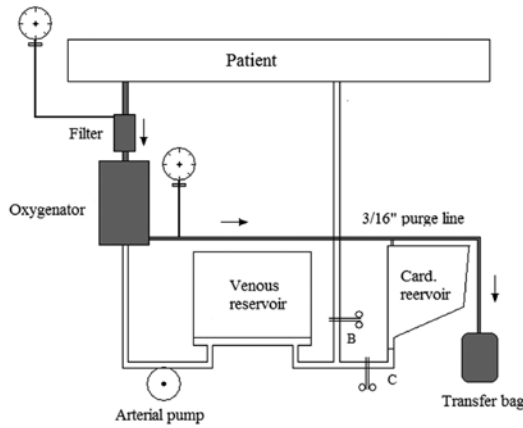 Patient
Filter
Oxygenator
3/16" purge line
Venous
reservoir
Card.
reervoir
B
C
Arterial pump
Transfer bag